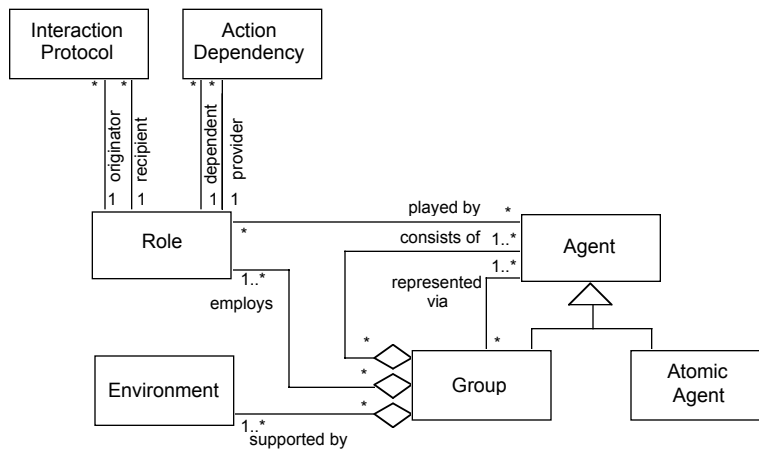 Interaction
Protocol
Action
Dependency
* *
* *
originator
recipient
dependent
provider
1 1
1 1
Role
played by
*
*
consists of
1..*
Agent
1..*
represented
via
1..*
employs
*
*
*
*
Environment
Group
Atomic
Agent
1..*
supported by